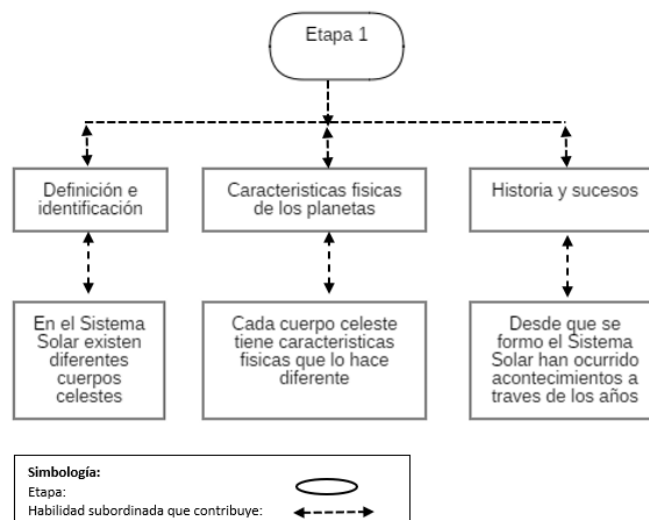 Etapa 1
Definición e
identificación
Caracteristicas fisicas
de los planetas
Historia y sucesos
En el Sistema
Solar existen
diferentes
cuerpos
celestes
Cada cuerpo celeste
tiene caracteristicas
fisicas que lo hace
diferente
Desde que se
formo el Sistema
Solar han ocurrido
acontecimientos a
traves de los años
Simbología:
Etapa:
Habilidad subordinada que contribuye: